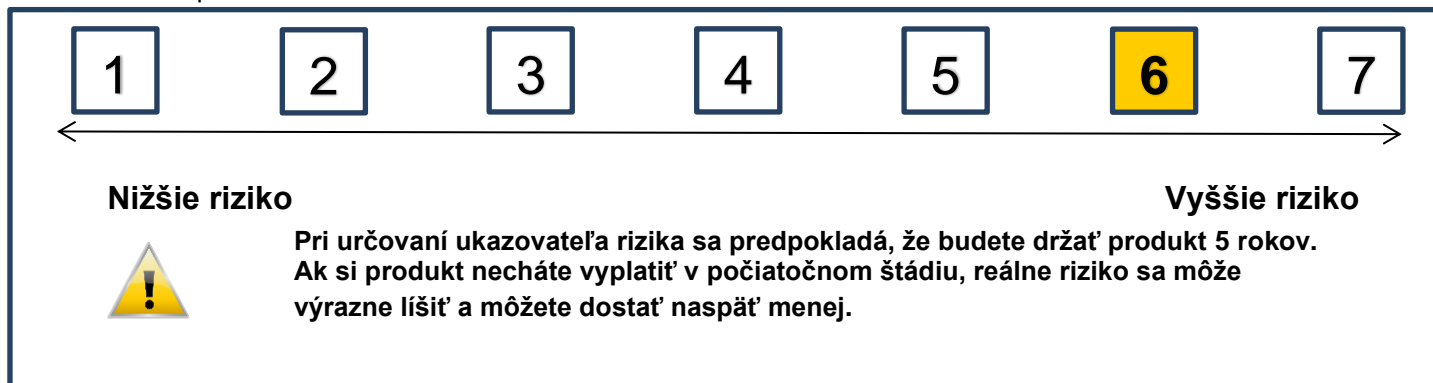 1 2 3 4 5 6 7
Nižšie riziko Vyššie riziko
Pri určovaní ukazovateľa rizika sa predpokladá, že budete držať produkt 5 rokov.
Ak si produkt necháte vyplatiť v počiatočnom štádiu, reálne riziko sa môže
výrazne líšiť a môžete dostať naspäť menej.